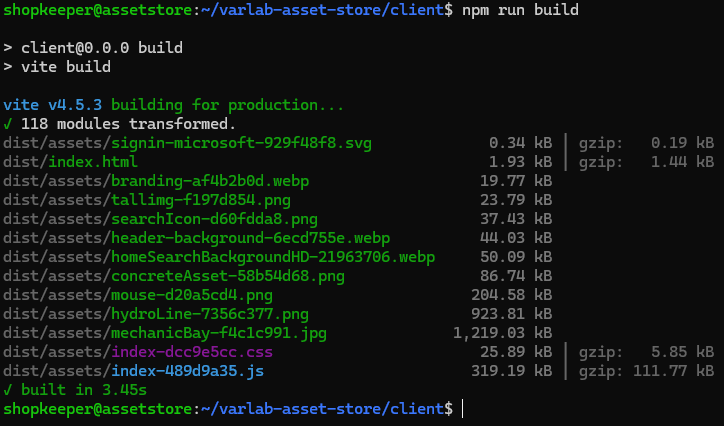 shopkeeper@assetstore:~/varlab-asset-store/client$ npm run build
> client@0.0.0 build
> vite build
vite v4.5.3 building for production...
✓ 118 modules transformed.
dist/assets/signin-microsoft-929f48f8.svg 0.34 kB │ gzip: 0.19 kB
dist/index.html 1.93 kB │ gzip: 1.44 kB
dist/assets/branding-af4b2b0d.webp 19.77 kB
dist/assets/tallimg-f197d854.png 23.79 kB
dist/assets/searchIcon-d60fdda8.png 37.43 kB
dist/assets/header-background-6ecd755e.webp 44.03 kB
dist/assets/homeSearchBackgroundHD-21963706.webp 50.09 kB
dist/assets/concreteAsset-58b54d68.png 86.74 kB
dist/assets/mouse-d20a5cd4.png 204.58 kB
dist/assets/hydroLine-7356c377.png 923.81 kB
dist/assets/mechanicBay-f4c1c991.jpg 1,219.03 kB
dist/assets/index-dcc9e5cc.css 25.89 kB │ gzip: 5.85 kB
dist/assets/index-489d9a35.js 319.19 kB │ gzip: 111.77 kB
✓ built in 3.45s
shopkeeper@assetstore:~/varlab-asset-store/client$